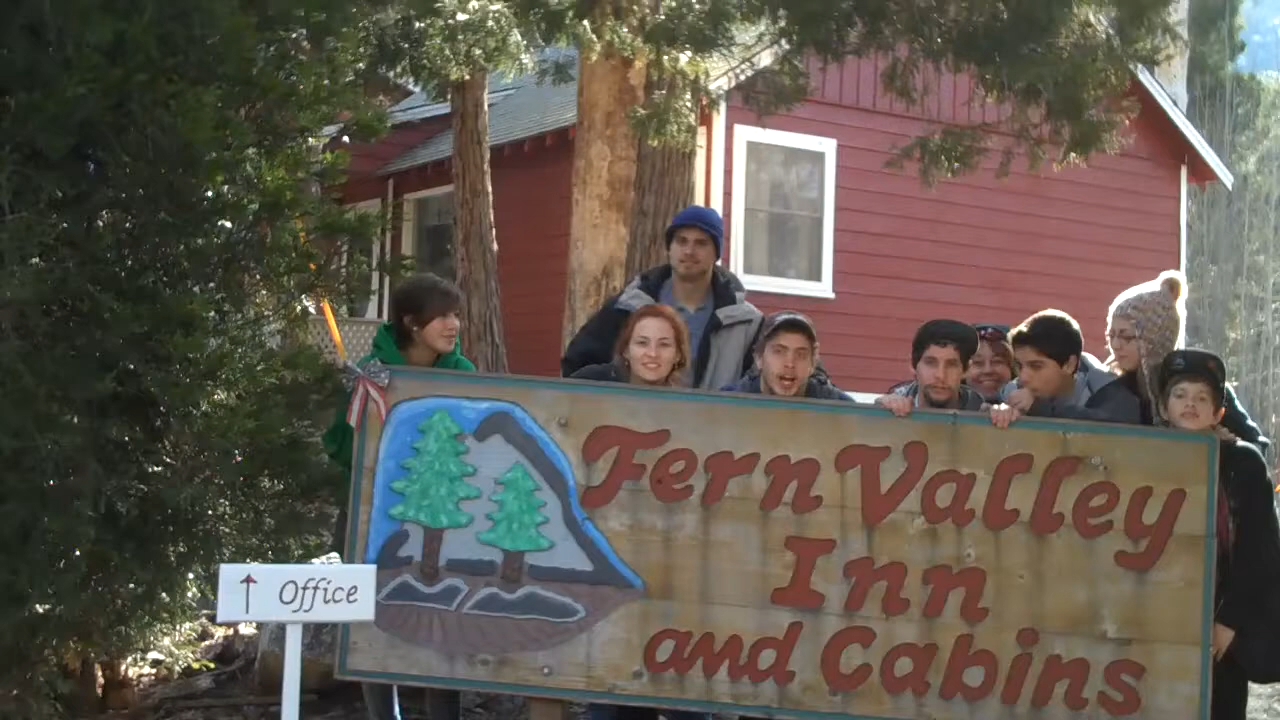 Fern Valley
Inn
and Cabins
↑ Office